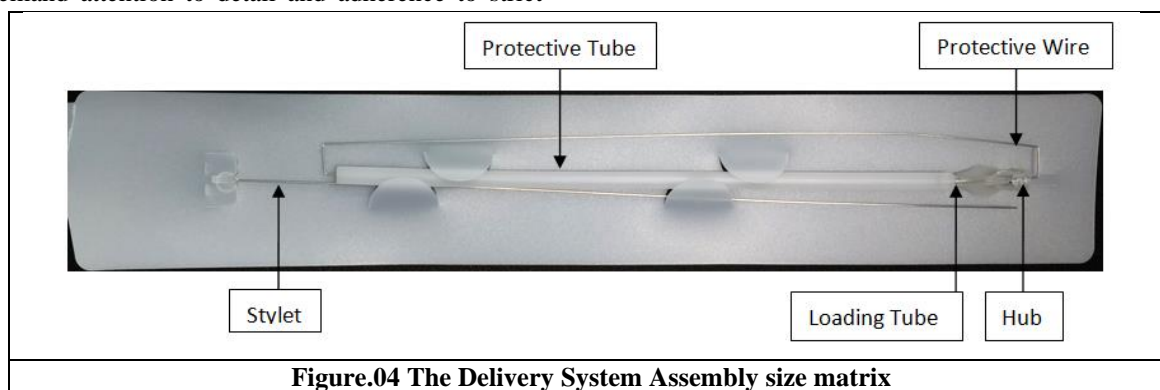 demand attention to detail and adherence to strict
Protective Tube
Protective Wire
Stylet
Loading Tube
Hub
Figure.04 The Delivery System Assembly size matrix